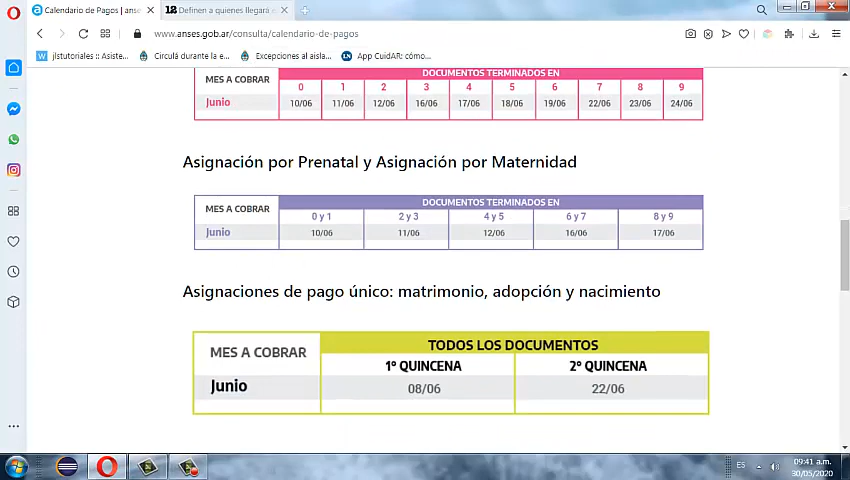 Calendario de Pagos | anse
Definen a quienes llegará e
www.anses.gob.ar/consulta/calendario-de-pagos
jlstutoriales :: Asiste...
Circulá durante la e...
Excepciones al aisla...
App CuidAR: cómo...
MES A COBRAR
DOCUMENTOS TERMINADOS EN
0 1 2 3 4 5 6 7 8 9
Junio 10/06 11/06 12/06 16/06 17/06 18/06 19/06 22/06 23/06 24/06
Asignación por Prenatal y Asignación por Maternidad
MES A COBRAR
DOCUMENTOS TERMINADOS EN
0 y 1 2 y 3 4 y 5 6 y 7 8 y 9
Junio 10/06 11/06 12/06 16/06 17/06
Asignaciones de pago único: matrimonio, adopción y nacimiento
MES A COBRAR
TODOS LOS DOCUMENTOS
1° QUINCENA 2° QUINCENA
Junio 08/06 22/06
ES
09:41 a.m.
30/05/2020